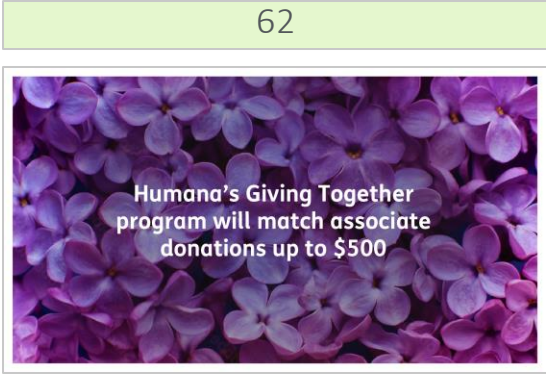 62
Humana's Giving Together
program will match associate
donations up to $500